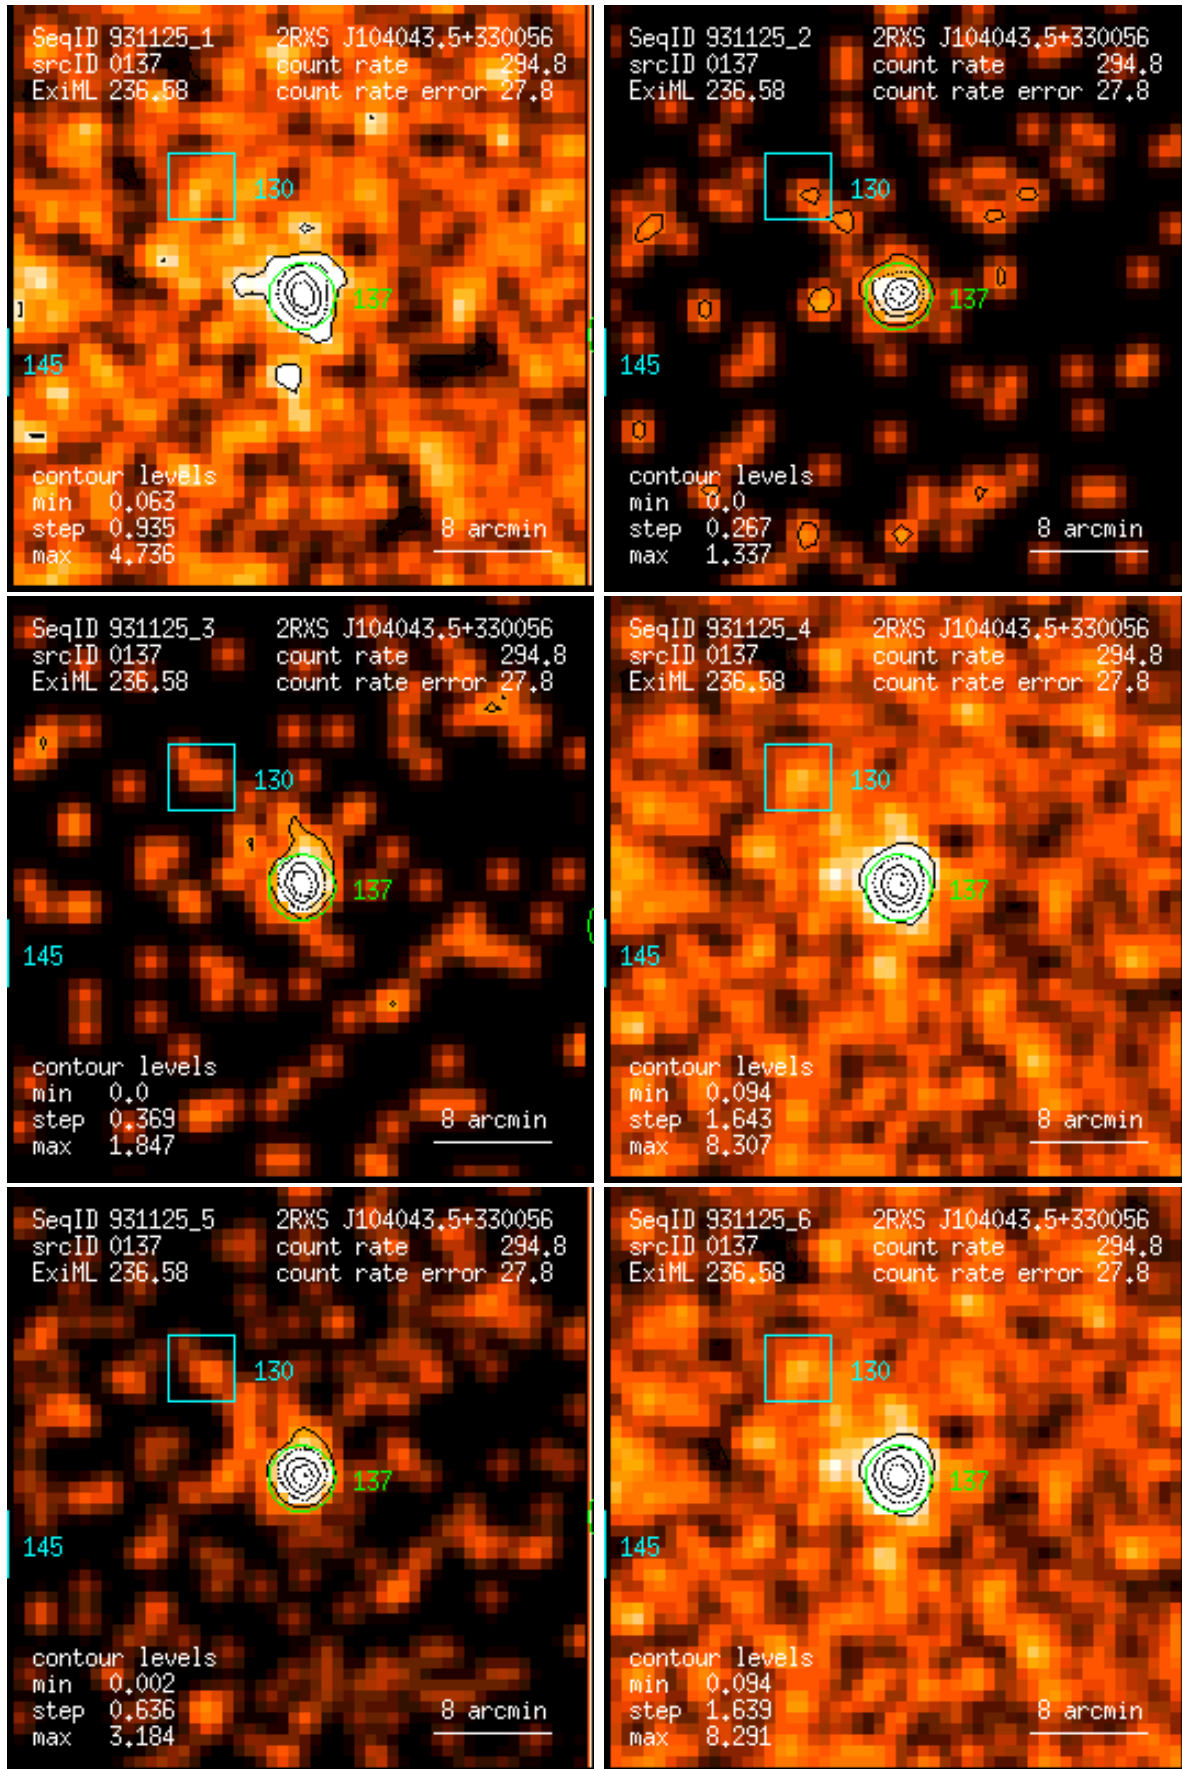 SeqID 931125_1 2RXS J104043.5+330056
srcID 0137 count rate 294.8
ExiML 236.58 count rate error 27.8
130
137
145
contour levels
min 0.063
step 0.935 8 arcmin
max 4.736
SeqID 931125_2 2RXS J104043.5+330056
srcID 0137 count rate 294.8
ExiML 236.58 count rate error 27.8
130
137
145
contour levels
min 0.0
step 0.267 8 arcmin
max 1.337
SeqID 931125_3 2RXS J104043.5+330056
srcID 0137 count rate 294.8
ExiML 236.58 count rate error 27.8
130
137
145
contour levels
min 0.0
step 0.369 8 arcmin
max 1.847
SeqID 931125_4 2RXS J104043.5+330056
srcID 0137 count rate 294.8
ExiML 236.58 count rate error 27.8
130
137
145
contour levels
min 0.094
step 1.643 8 arcmin
max 8.307
SeqID 931125_5 2RXS J104043.5+330056
srcID 0137 count rate 294.8
ExiML 236.58 count rate error 27.8
130
137
145
contour levels
min 0.002
step 0.636 8 arcmin
max 3.184
SeqID 931125_6 2RXS J104043.5+330056
srcID 0137 count rate 294.8
ExiML 236.58 count rate error 27.8
130
137
145
contour levels
min 0.094
step 1.639 8 arcmin
max 8.291